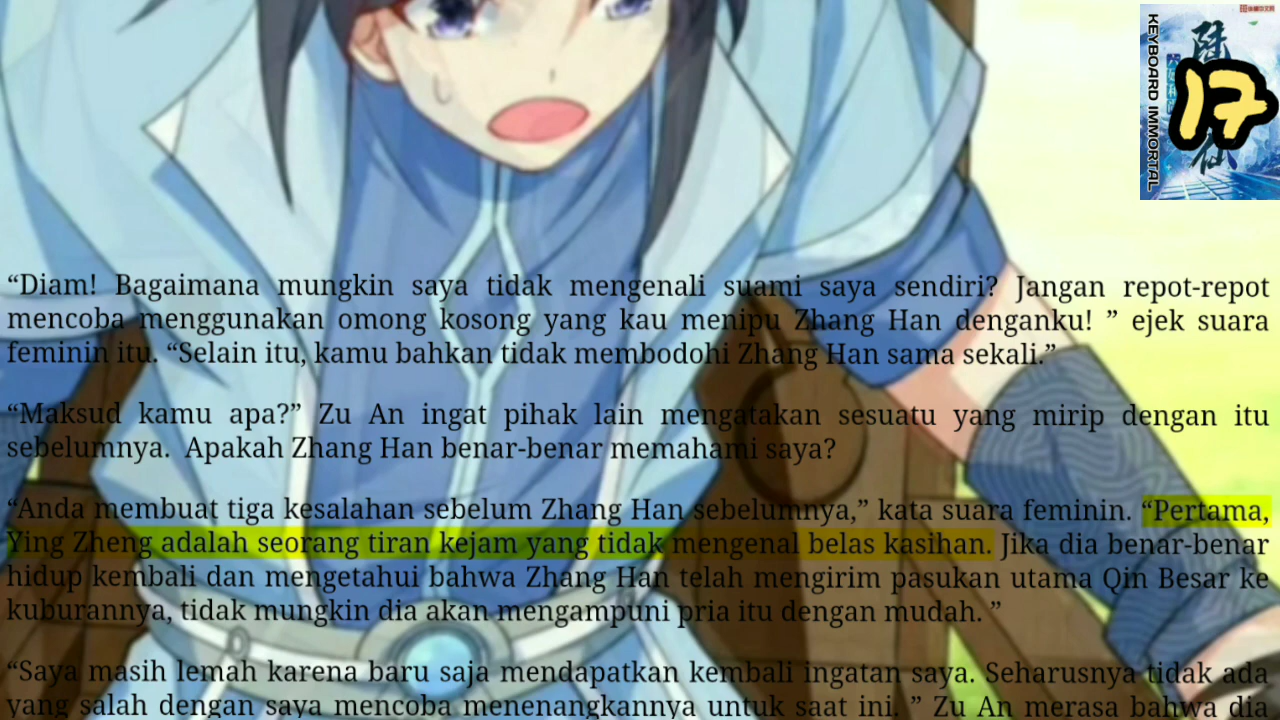 KEYBOARD IMMORTAL
17
“Diam! Bagaimana mungkin saya tidak mengenali suami saya sendiri? Jangan repot-repot
mencoba menggunakan omong kosong yang kau menipu Zhang Han denganku! ” ejek suara
feminin itu. “Selain itu, kamu bahkan tidak membodohi Zhang Han sama sekali.”
“Maksud kamu apa?” Zu An ingat pihak lain mengatakan sesuatu yang mirip dengan itu
sebelumnya.  Apakah Zhang Han benar-benar memahami saya?
“Anda membuat tiga kesalahan sebelum Zhang Han sebelumnya,” kata suara feminin. “Pertama,
Ying Zheng adalah seorang tiran kejam yang tidak mengenal belas kasihan. Jika dia benar-benar
hidup kembali dan mengetahui bahwa Zhang Han telah mengirim pasukan utama Qin Besar ke
kuburannya, tidak mungkin dia akan mengampuni pria itu dengan mudah. ”
“Saya masih lemah karena baru saja mendapatkan kembali ingatan saya. Seharusnya tidak ada
yang salah dengan saya mencoba menenangkannya untuk saat ini. ” Zu An merasa bahwa dia